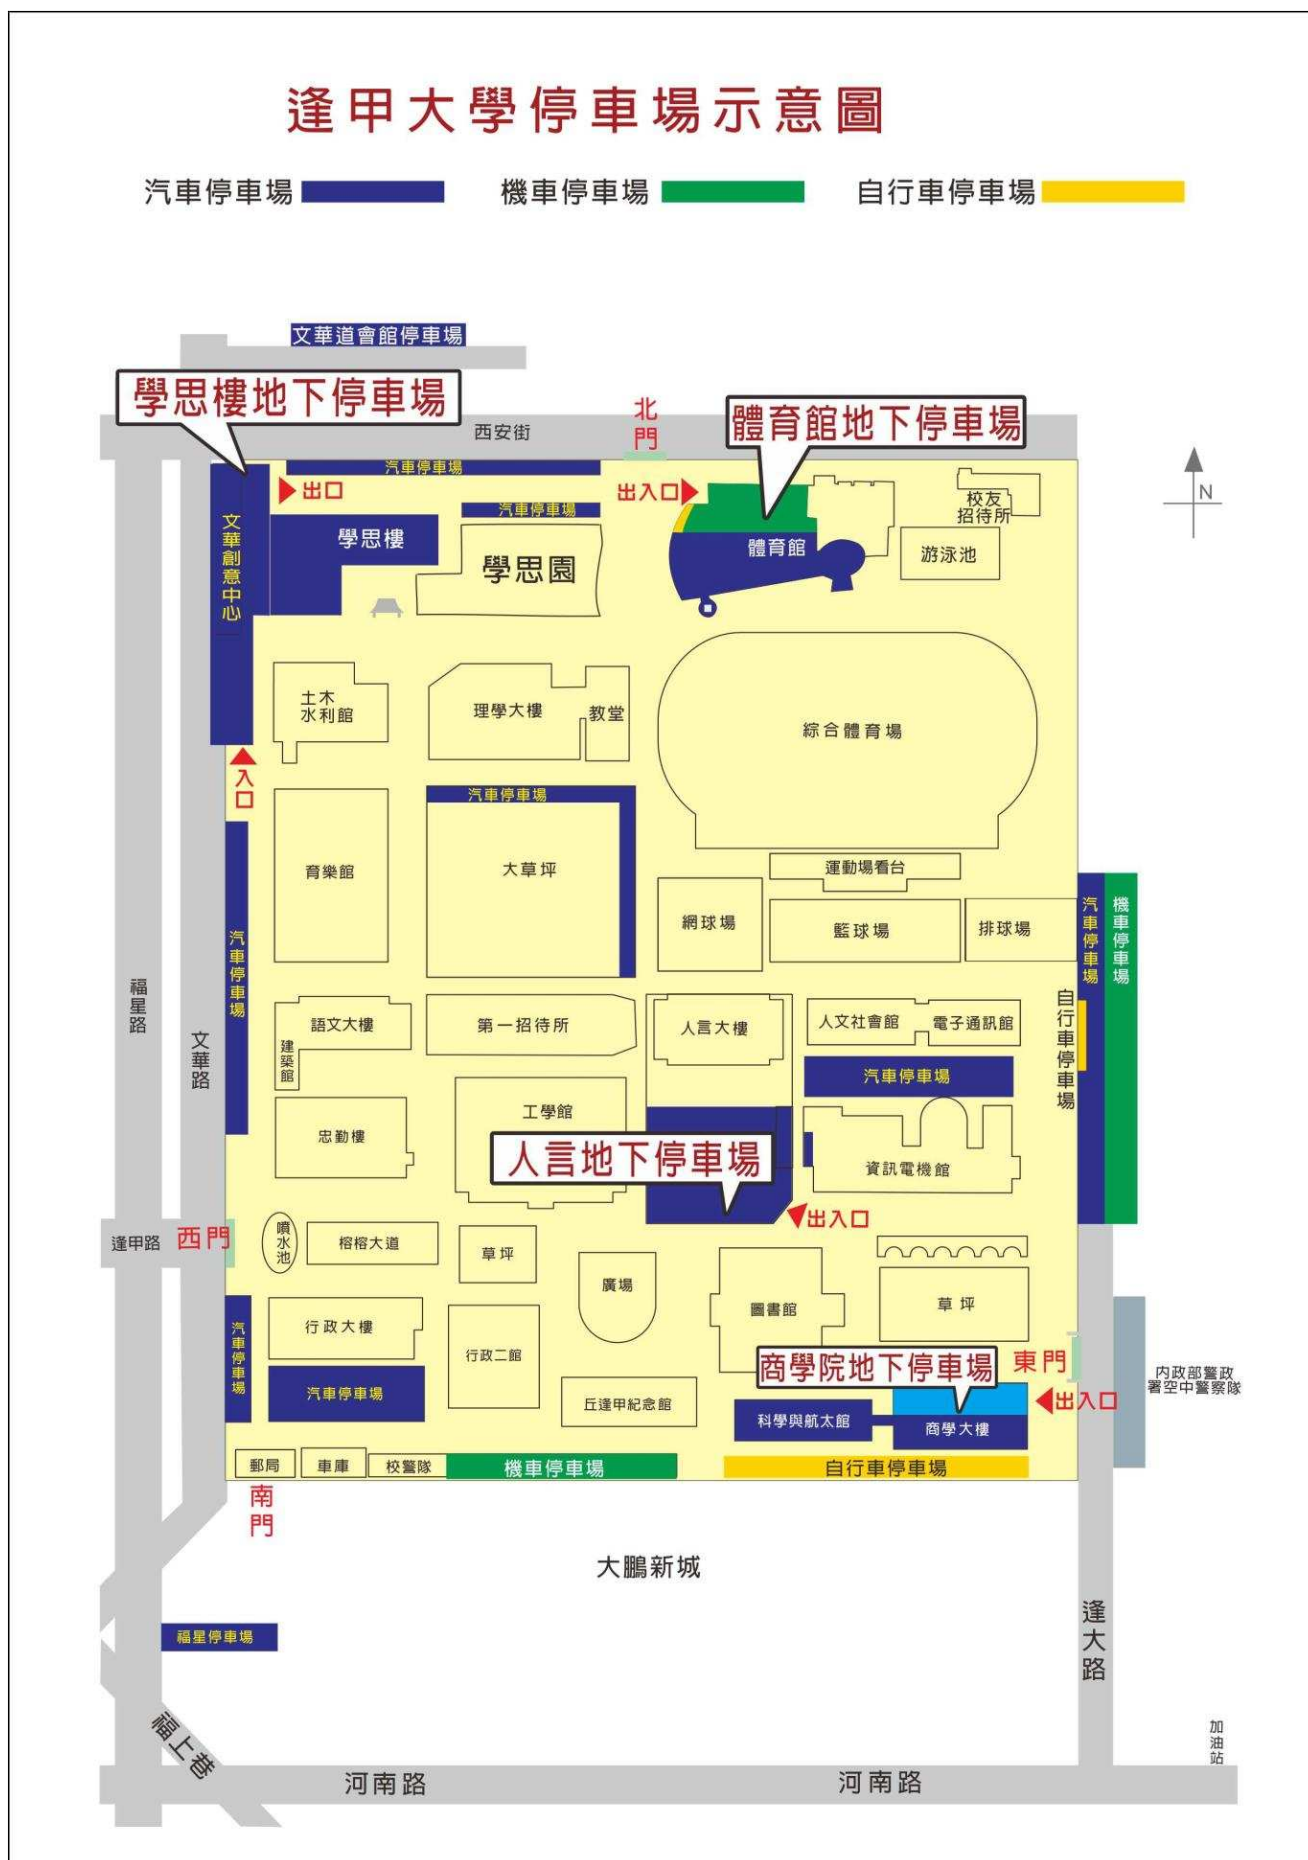 逢甲大學停車場示意圖
汽車停車場
機車停車場
自行車停車場
文華道會館停車場
學思樓地下停車場
北門
體育館地下停車場
西安街
汽車停車場
出口
出入口
汽車停車場
校友
招待所
文華創意中心
學思樓
學思園
體育館
游泳池
N
土木
水利館
理學大樓
教堂
綜合體育場
入口
汽車停車場
育樂館
大草坪
運動場看台
網球場
籃球場
排球場
汽車停車場
機車停車場
汽車停車場
福星路
文華路
語文大樓
建築館
第一招待所
人言大樓
人文社會館
電子通訊館
自行車停車場
汽車停車場
忠勤樓
工學館
人言地下停車場
資訊電機館
出入口
逢甲路
西門
噴水池
榕榕大道
草坪
廣場
圖書館
草坪
汽車停車場
行政大樓
行政二館
商學院地下停車場
東門
內政部警政
署空中警察隊
汽車停車場
丘逢甲紀念館
科學與航太館
商學大樓
出入口
郵局
車庫
校警隊
機車停車場
自行車停車場
南門
大鵬新城
福星停車場
逢大路
福上巷
加油站
河南路
河南路